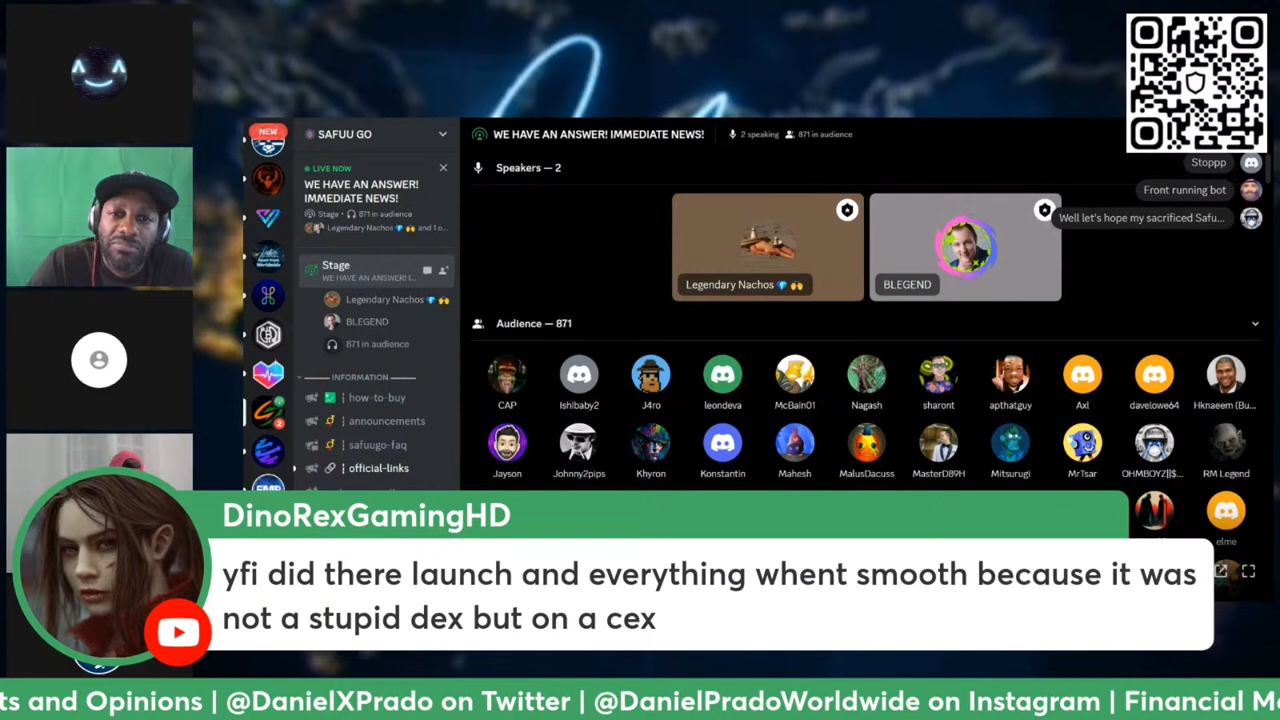 NEW
SAFUU GO
LIVE NOW
WE HAVE AN ANSWER!
IMMEDIATE NEWS!
Stage • 871 in audience
Legendary Nachos 💎 🙌 and 1 o...
Stage
WE HAVE AN ANSWER! I...
Legendary Nachos 💎 🙌
BLEGEND
871 in audience
INFORMATION
how-to-buy
announcements
safuugo-faq
official-links
2
WE HAVE AN ANSWER! IMMEDIATE NEWS!
2 speaking
871 in audience
Speakers — 2
Stoppp
Front running bot
Well let's hope my sacrificed Safu...
Legendary Nachos 💎 🙌
BLEGEND
Audience — 871
CAP
Ishibaby2
J4ro
leondeva
McBain01
Nagash
sharont
apthatguy
Axl
davelowe64
Hknaeem (Bu...
Jayson
Johnny2pips
Khyron
Konstantin
Mahesh
MalusDacuss
MasterD89H
Mitsurugi
MrTsar
OHMBOYZ||$...
RM Legend
elme
DinoRexGamingHD
yfi did there launch and everything whent smooth because it was
not a stupid dex but on a cex
ts and Opinions | @DanielXPrado on Twitter | @DanielPradoWorldwide on Instagram | Financial M